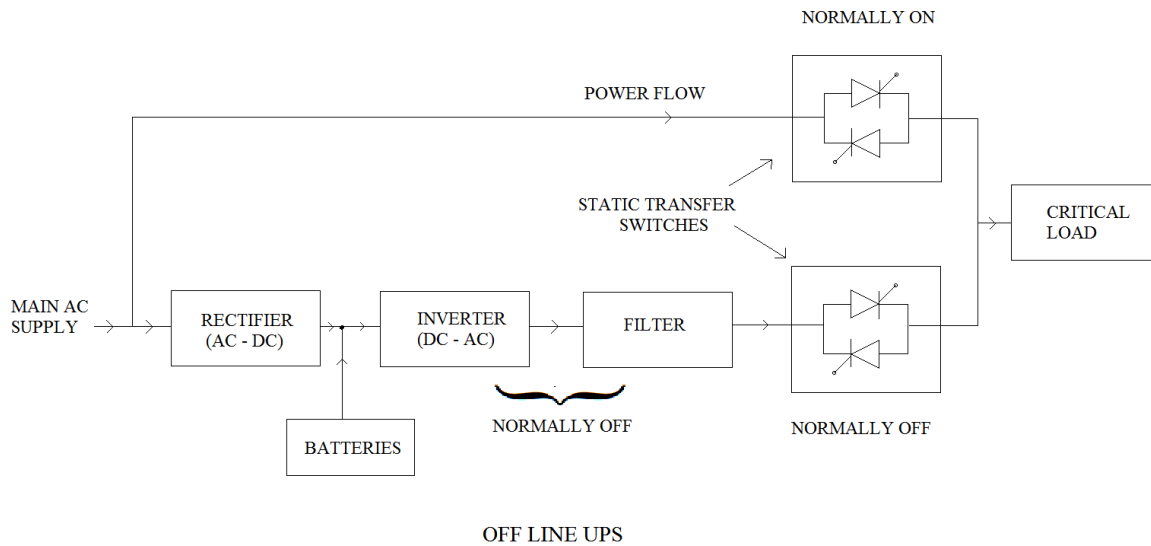 NORMALLY ON
POWER FLOW
STATIC TRANSFER
SWITCHES
CRITICAL
LOAD
MAIN AC
SUPPLY
RECTIFIER
(AC - DC)
INVERTER
(DC - AC)
FILTER
NORMALLY OFF
NORMALLY OFF
BATTERIES
OFF LINE UPS